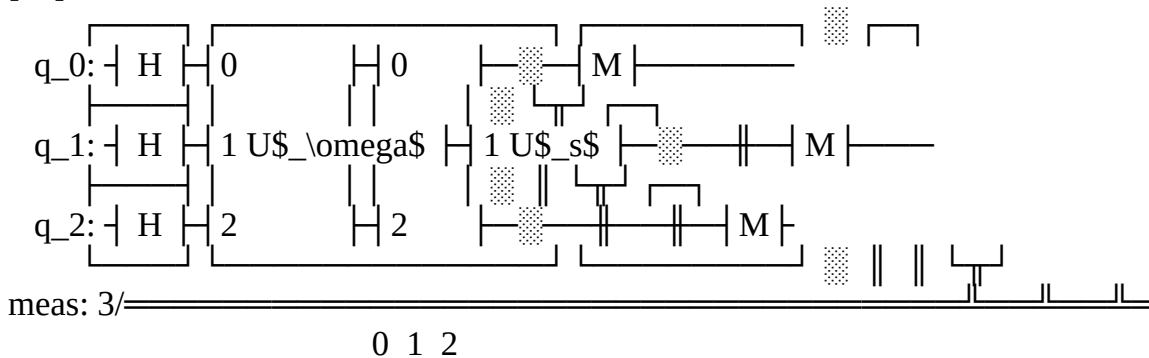 q_0: ┤ H ├┤0 ├┤0 ├─░─┤ M ├──────
q_1: ┤ H ├┤ 1 U$_\omega$ ├┤ 1 U$_s$ ├─░──╫─┤ M ├───
q_2: ┤ H ├┤2 ├┤2 ├─░──╫──╫─┤ M ├
meas: 3/══════════════╩══╩══╩═
0 1 2